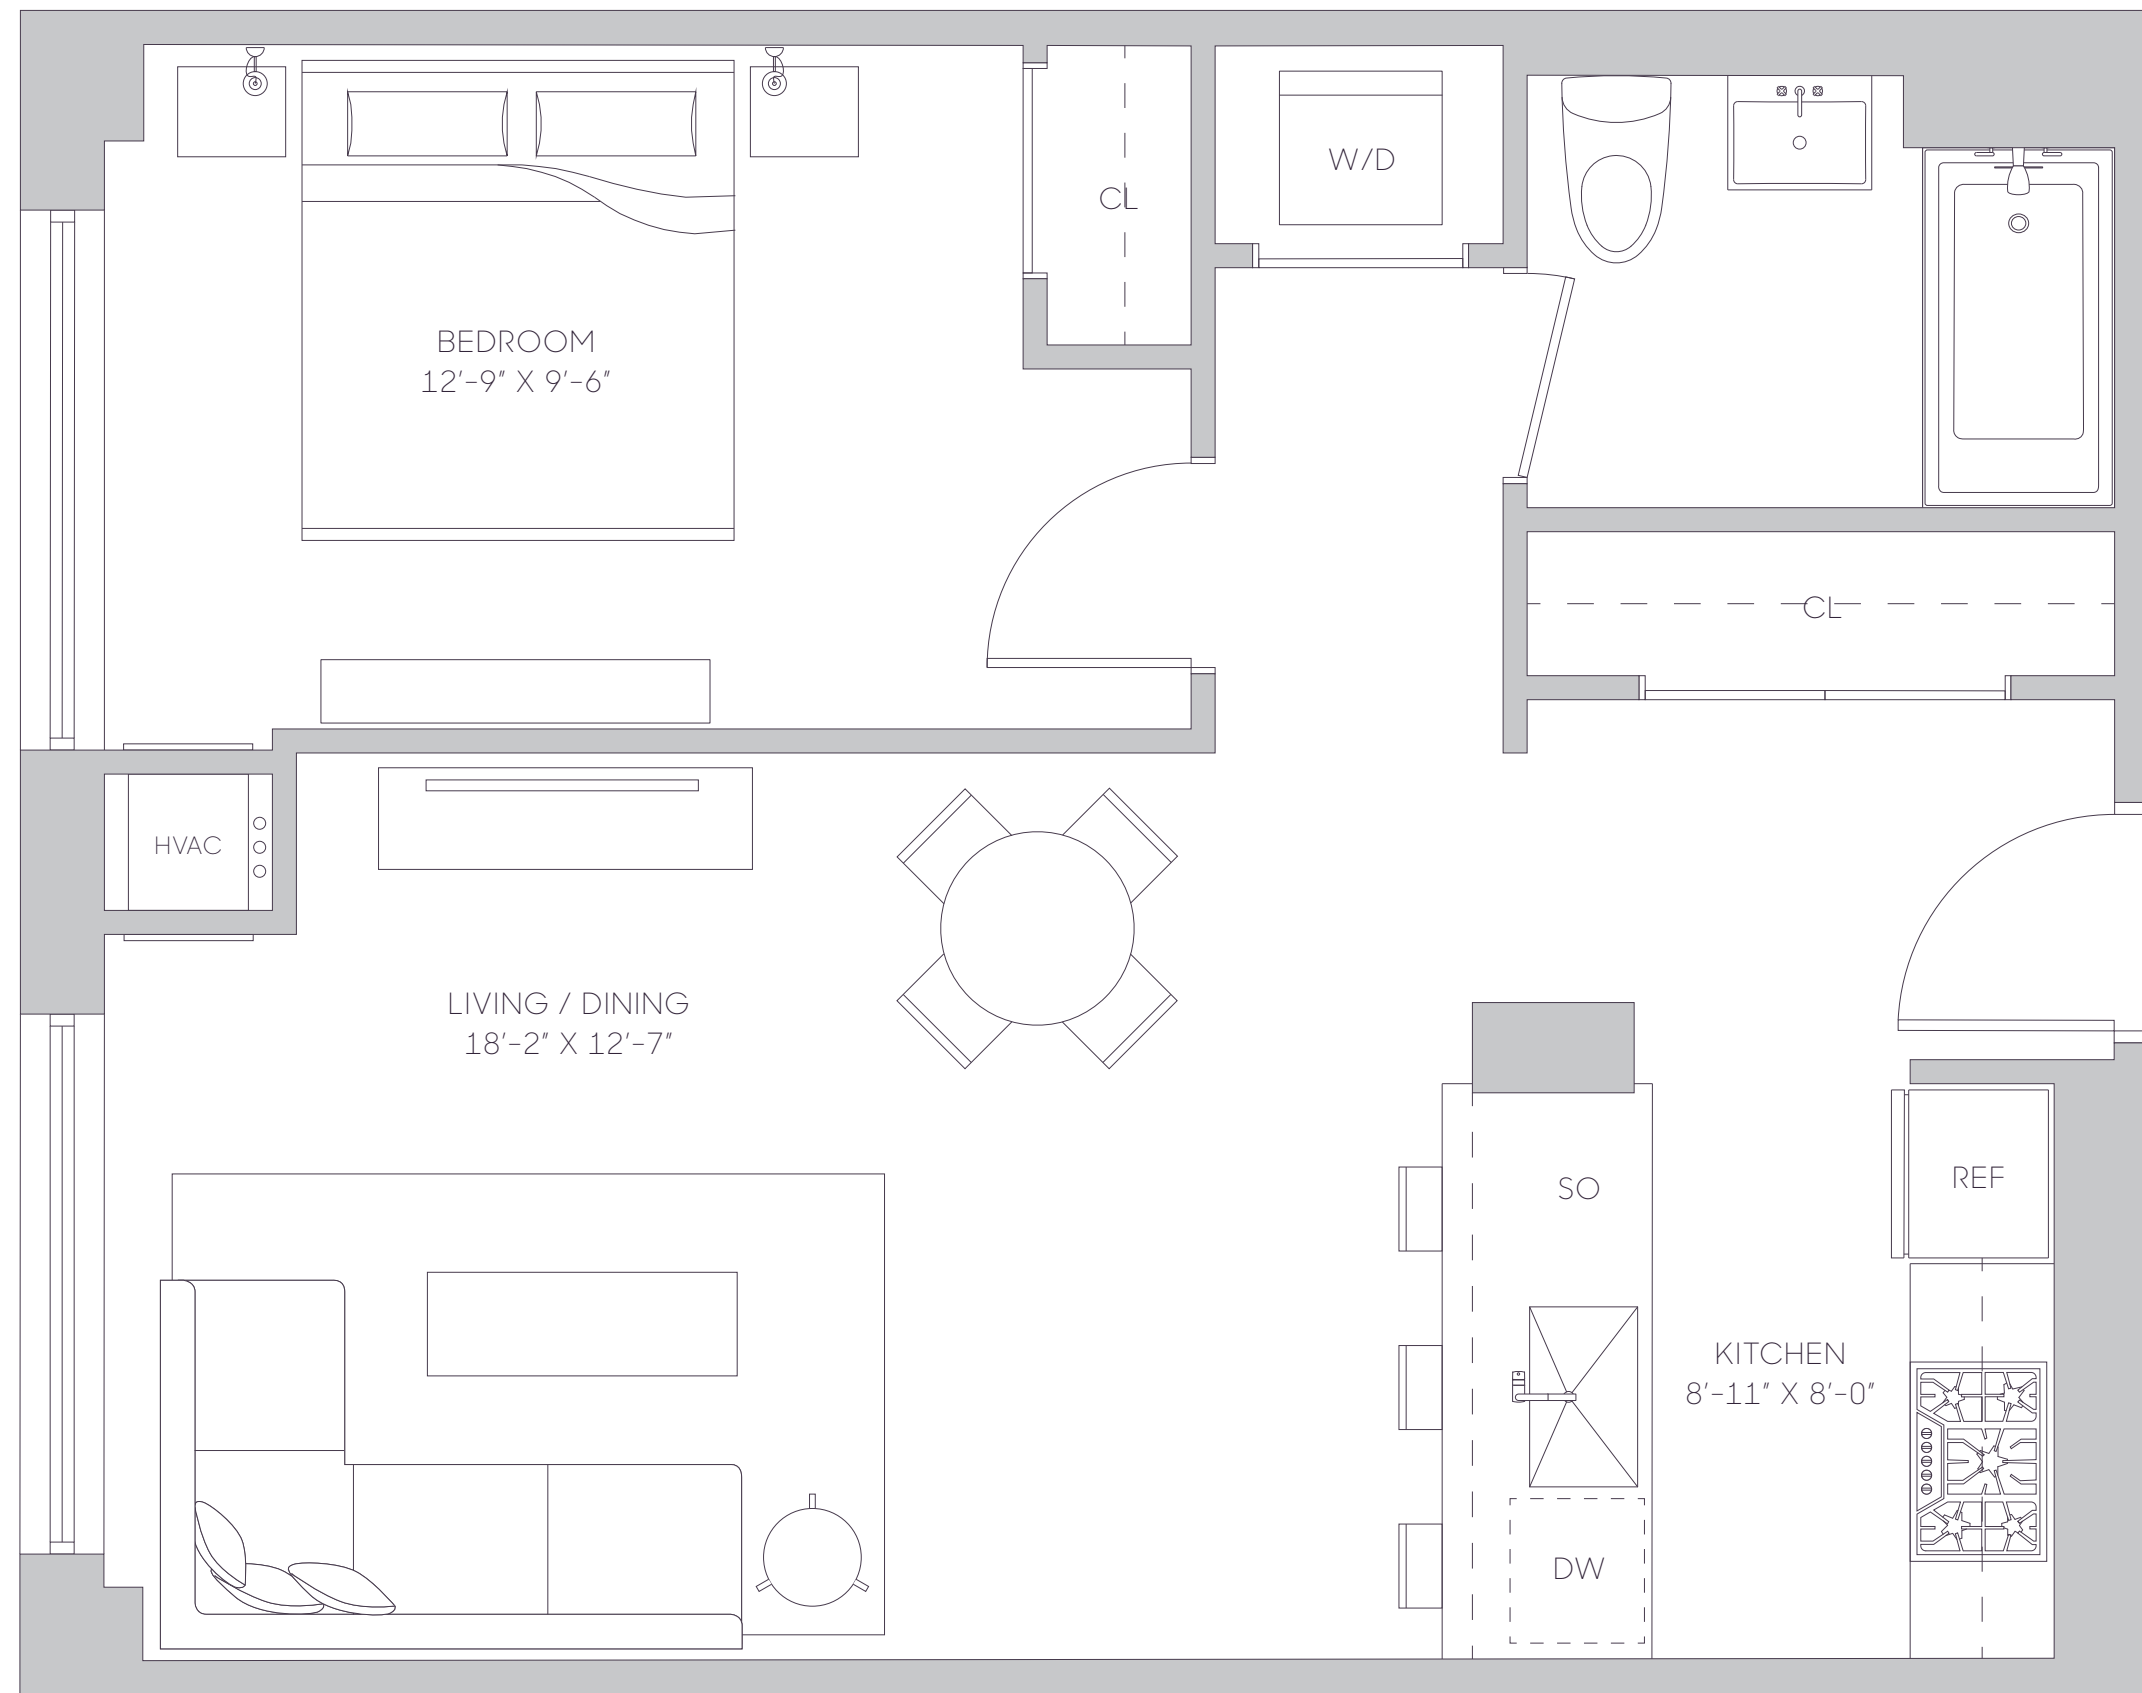 W/D
CL
BEDROOM
12'-9" X 9'-6"
CL
HVAC
LIVING / DINING
18'-2" X 12'-7"
SO
REF
KITCHEN
8'-11" X 8'-0"
DW